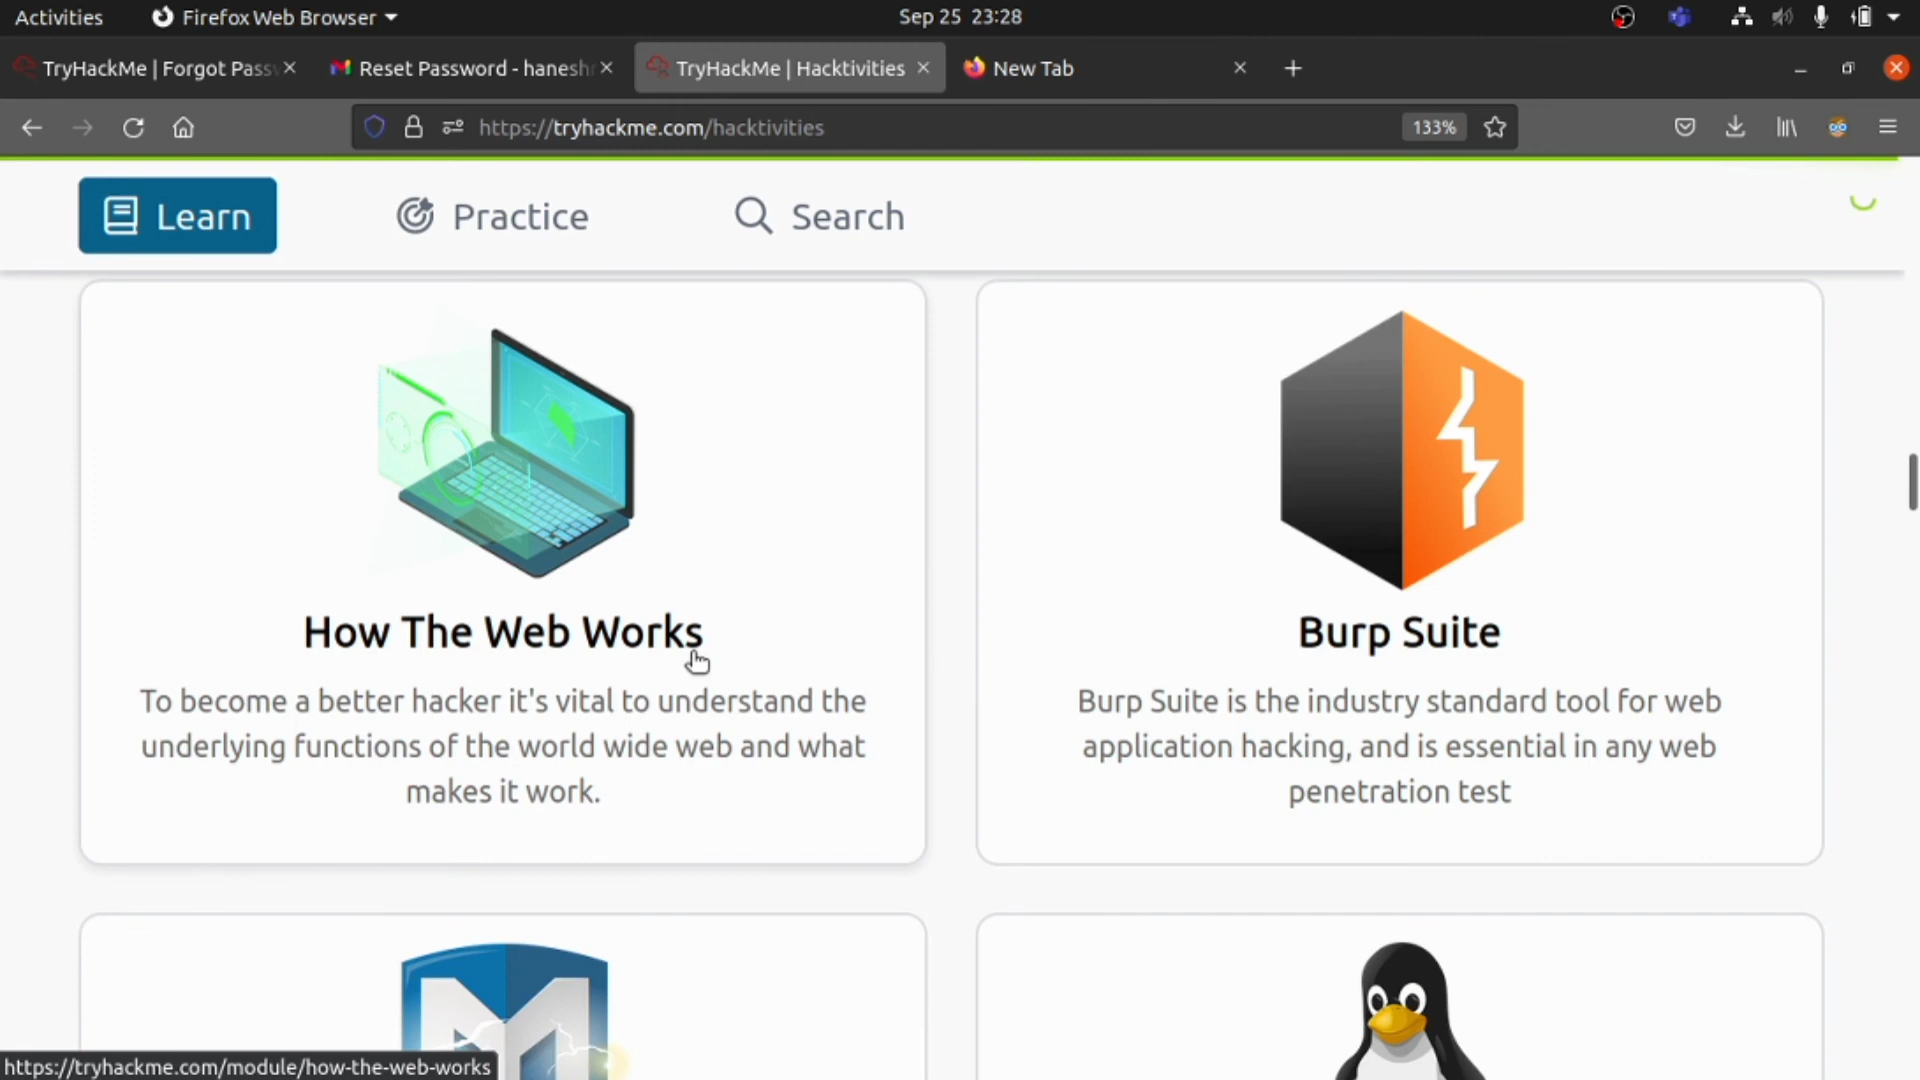 Activities
Firefox Web Browser
Sep 25 23:28
TryHackMe | Forgot Passw
Reset Password - haneshr
TryHackMe | Hacktivities
New Tab
https://tryhackme.com/hacktivities
133%
Learn
Practice
Search
How The Web Works
To become a better hacker it's vital to understand the
underlying functions of the world wide web and what
makes it work.
Burp Suite
Burp Suite is the industry standard tool for web
application hacking, and is essential in any web
penetration test
https://tryhackme.com/module/how-the-web-works